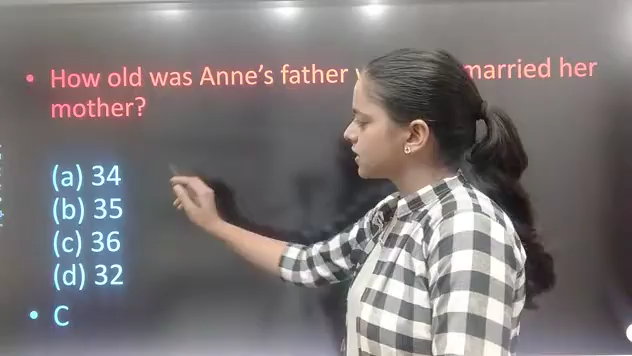 • How old was Anne's father married her
mother?
(a) 34
(b) 35
(c) 36
(d) 32
• C